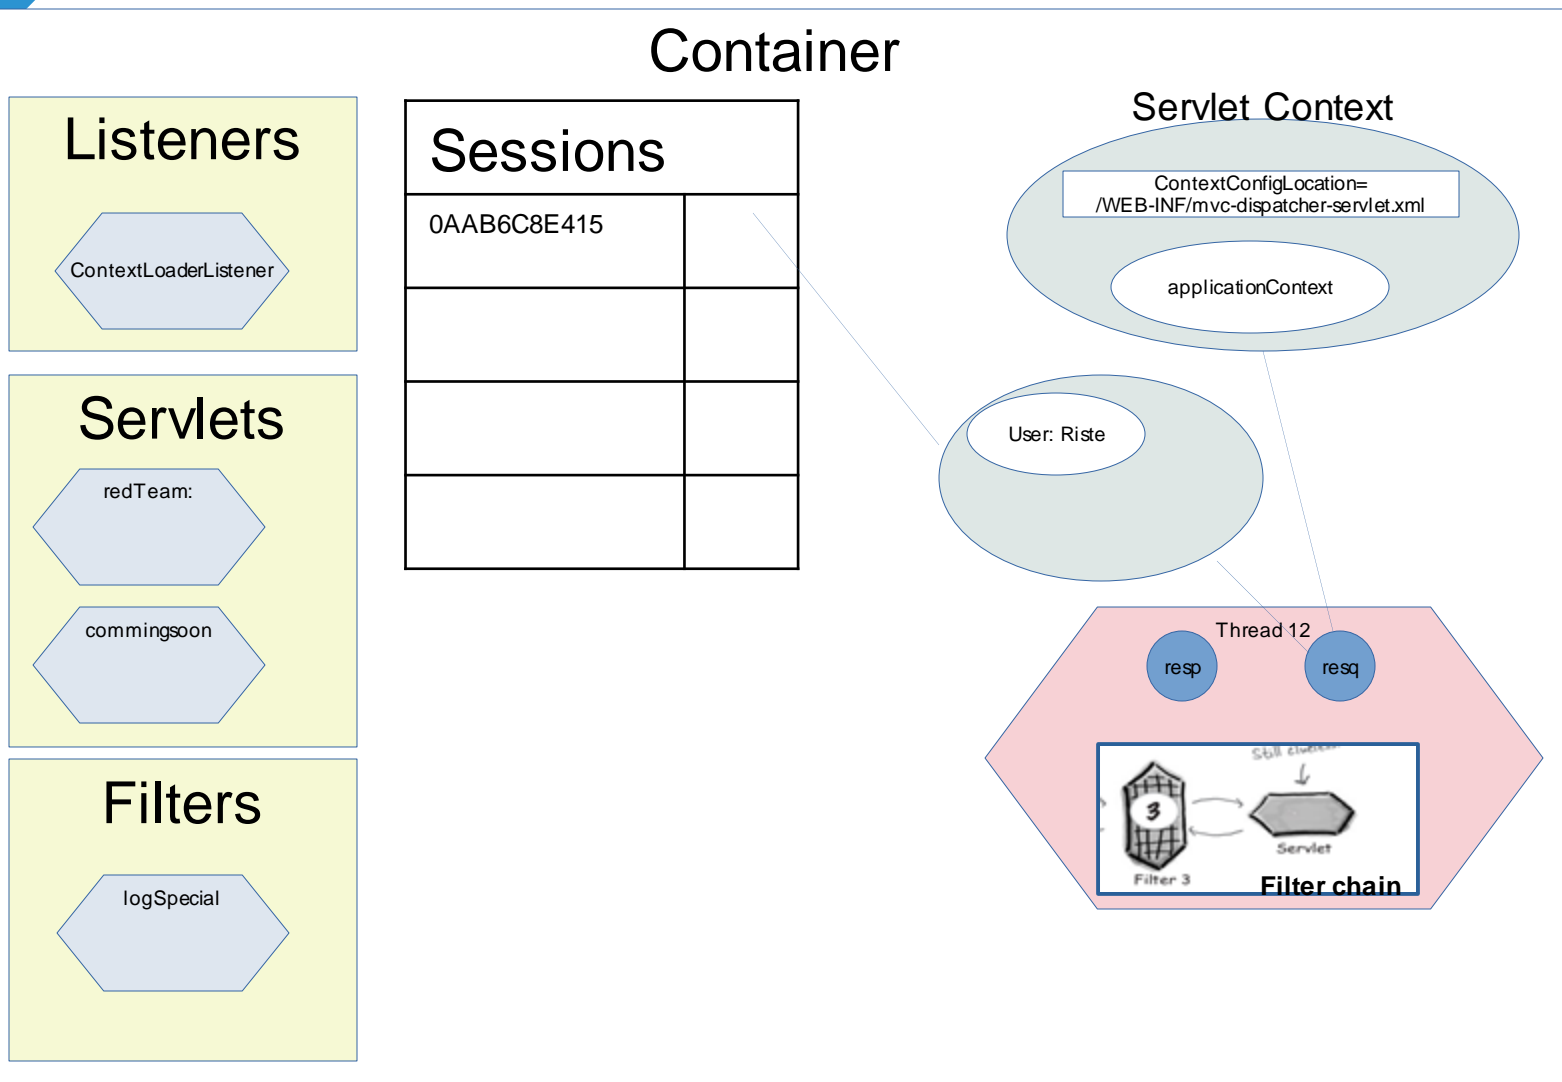 Container
Listeners
ContextLoaderListener
Servlets
redTeam:
commingsoon
Filters
logSpecial
Sessions
0AAB6C8E415
Servlet Context
ContextConfigLocation=
/WEB-INF/mvc-dispatcher-servlet.xml
applicationContext
User: Riste
Thread 12
resp
resq
Still
3
Servlet
Filter 3
Filter chain